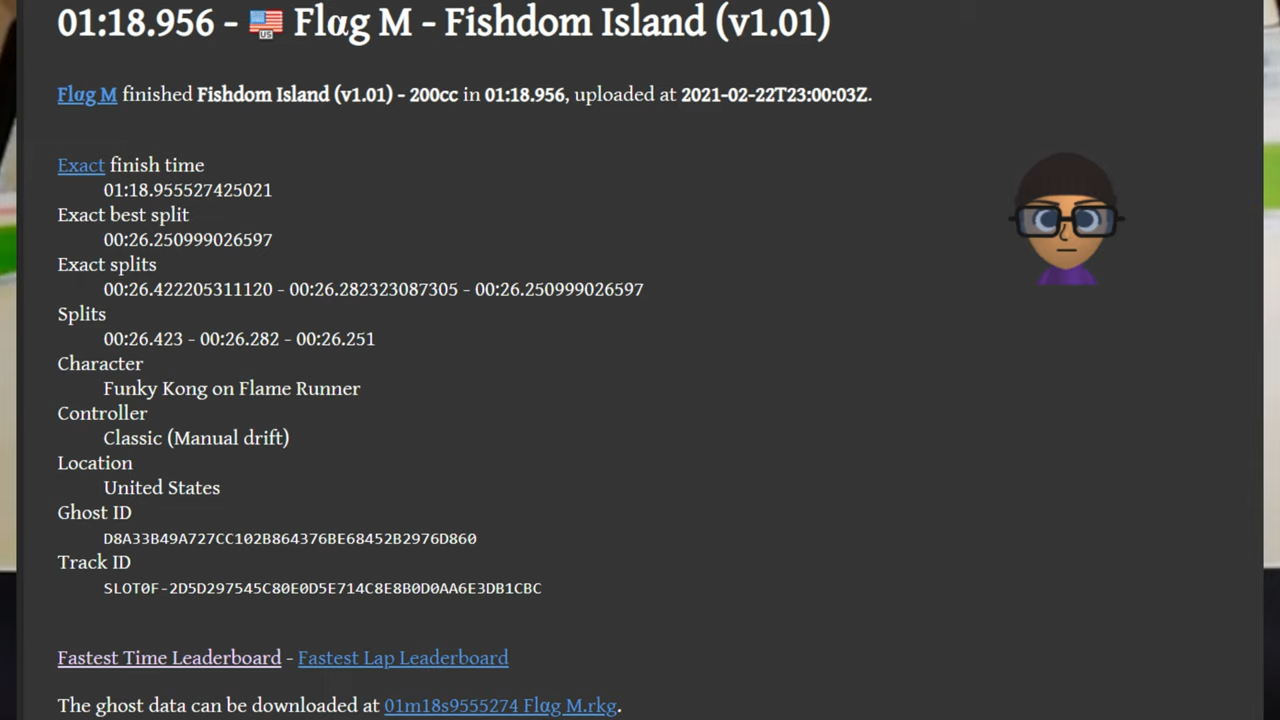 01:18.956 - US Flαg M - Fishdom Island (v1.01)
Flαg M finished Fishdom Island (v1.01) - 200cc in 01:18.956, uploaded at 2021-02-22T23:00:03Z.
Exact finish time
01:18.955527425021
Exact best split
00:26.250999026597
Exact splits
00:26.422205311120 - 00:26.282323087305 - 00:26.250999026597
Splits
00:26.423 - 00:26.282 - 00:26.251
Character
Funky Kong on Flame Runner
Controller
Classic (Manual drift)
Location
United States
Ghost ID
D8A33B49A727CC102B864376BE68452B2976D860
Track ID
SLOT0F-2D5D297545C80E0D5E714C8E8B0D0AA6E3DB1CBC
Fastest Time Leaderboard - Fastest Lap Leaderboard
The ghost data can be downloaded at 01m18s9555274 Flαg M.rkg.